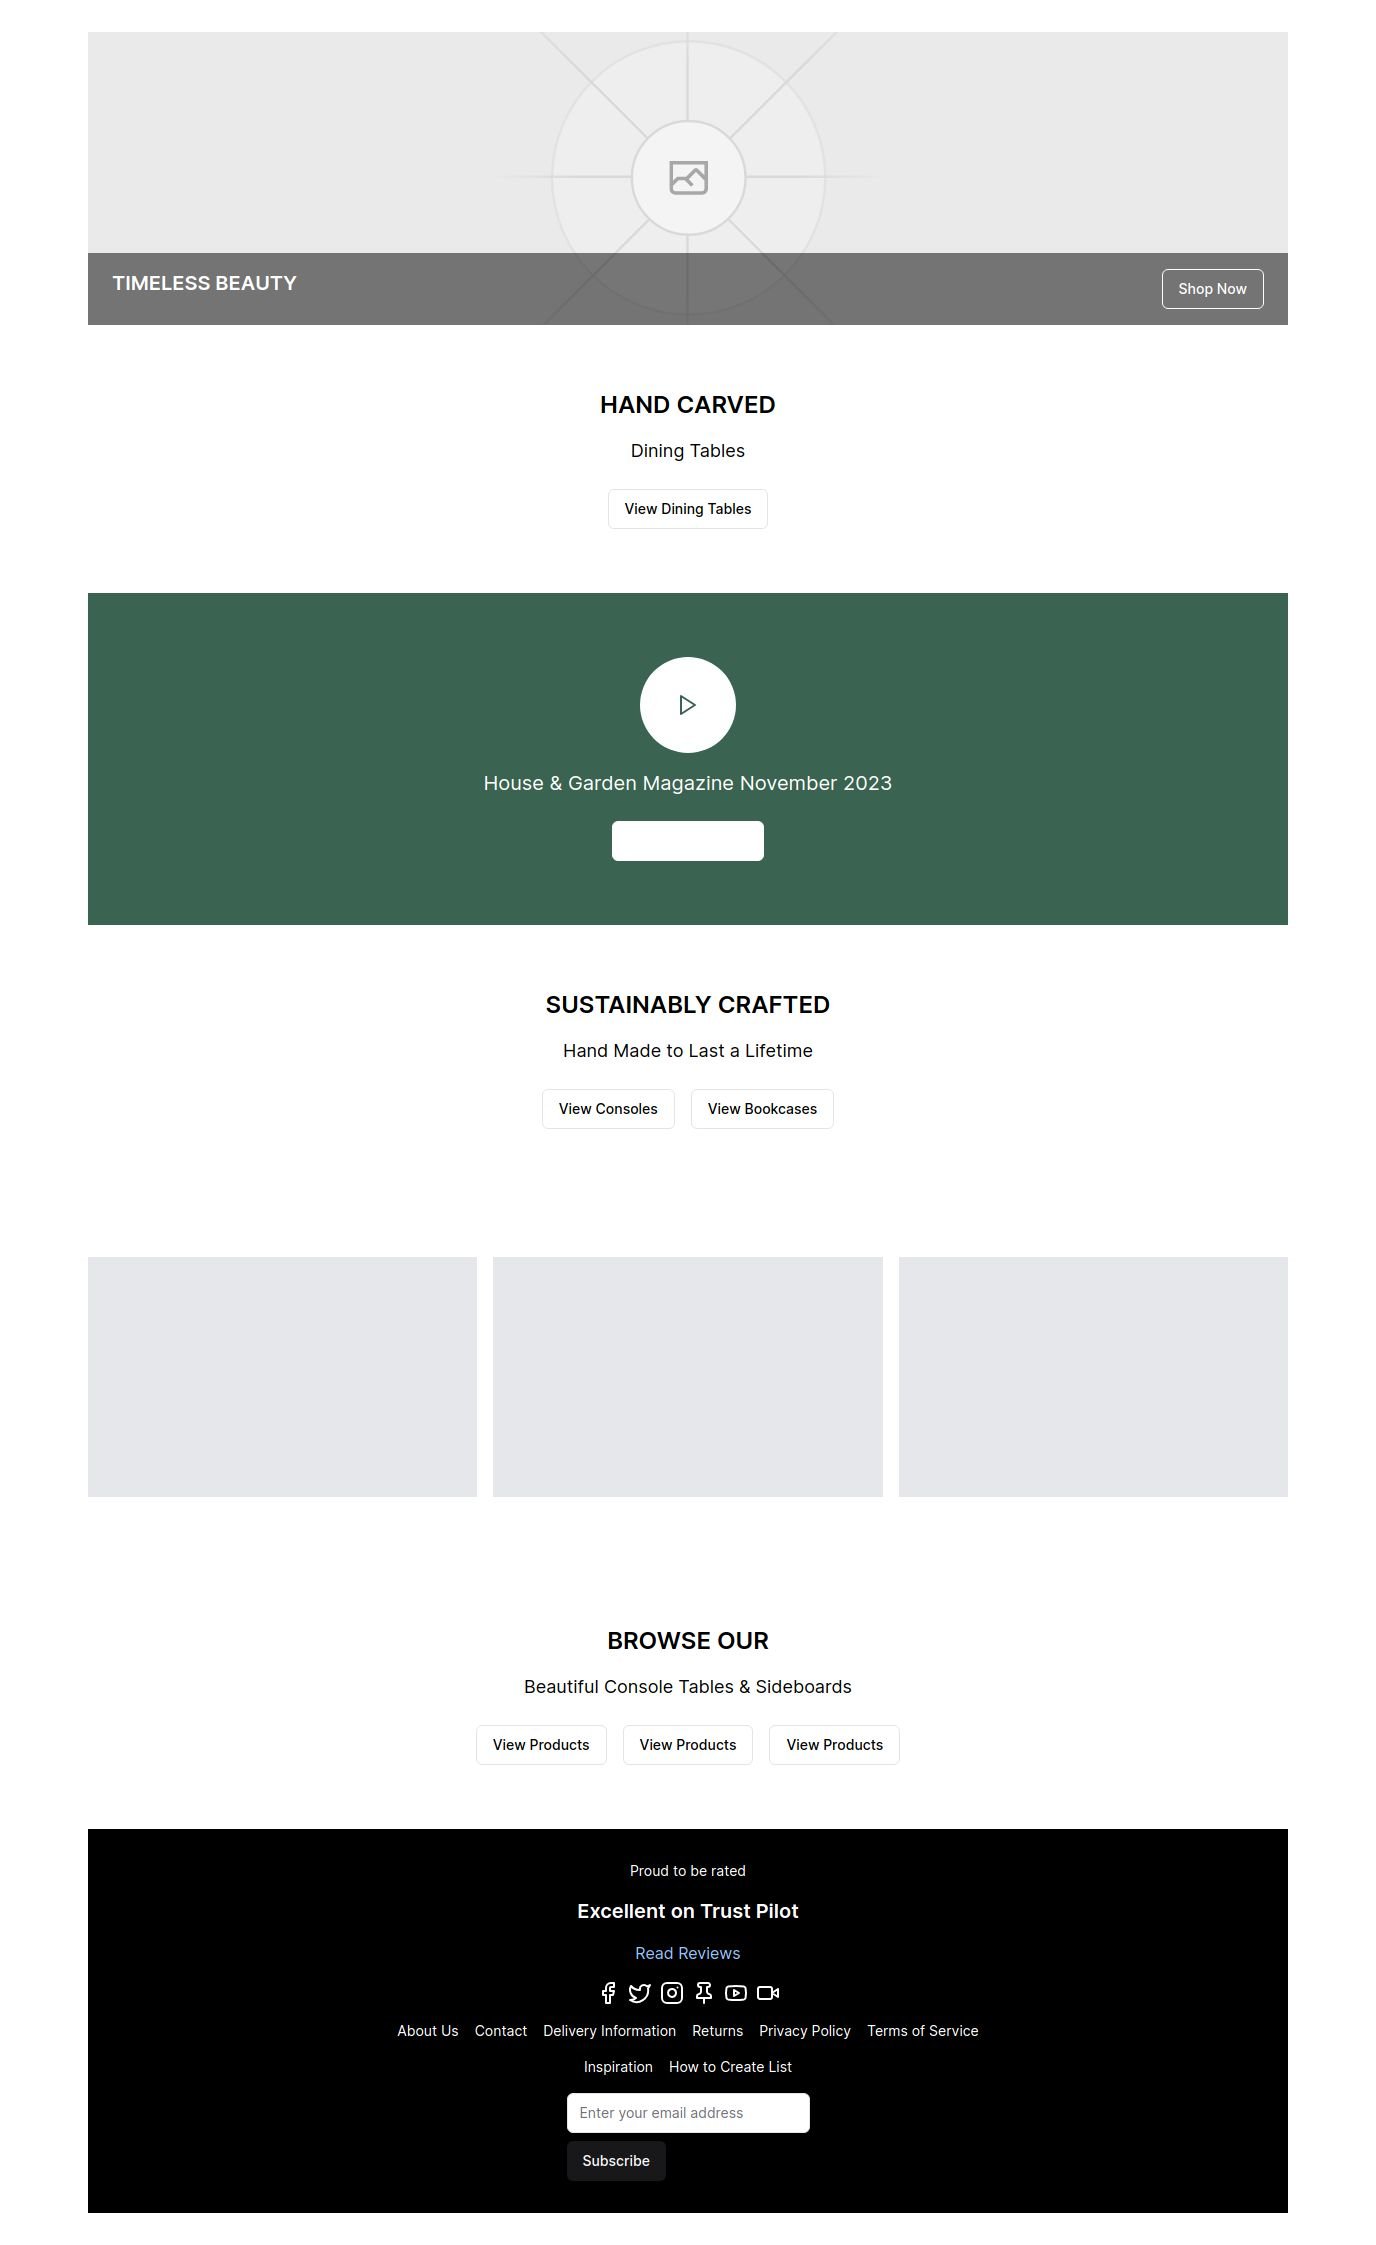 TIMELESS BEAUTY
Shop Now
HAND CARVED
Dining Tables
View Dining Tables
House & Garden Magazine November 2023
SUSTAINABLY CRAFTED
Hand Made to Last a Lifetime
View Consoles View Bookcases
BROWSE OUR
Beautiful Console Tables & Sideboards
View Products View Products View Products
Proud to be rated
Excellent on Trust Pilot
Read Reviews
About Us Contact Delivery Information Returns Privacy Policy Terms of Service
Inspiration How to Create List
Enter your email address
Subscribe